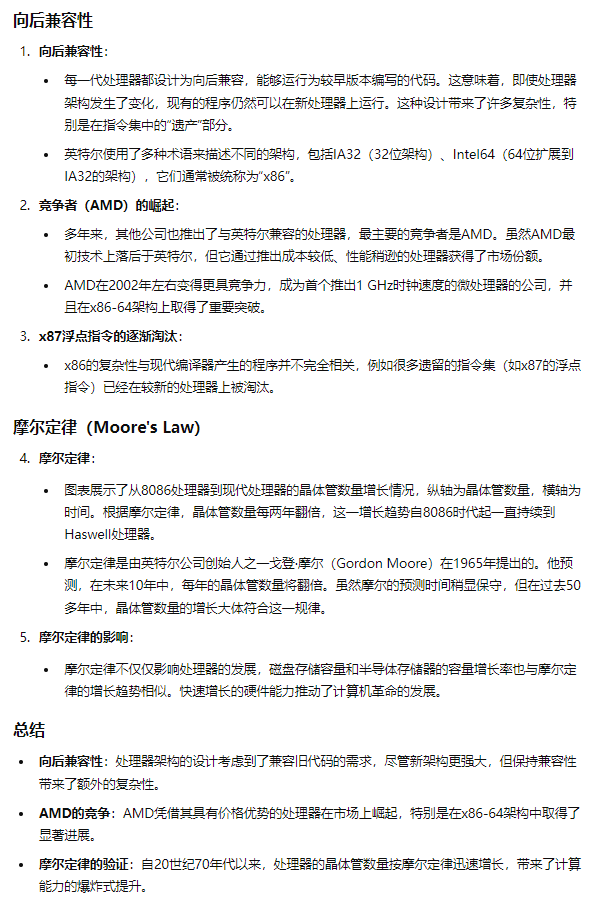 向后兼容性
1. 向后兼容性：
• 每一代处理器都设计为向后兼容，能够运行为较早版本编写的代码。这意味着，即使处理器
架构发生了变化，现有的程序仍然可以在新处理器上运行。这种设计带来了许多复杂性，特
别是在指令集中的“遗产”部分。
• 英特尔使用了多种术语来描述不同的架构，包括IA32（32位架构）、Intel64（64位扩展到
IA32的架构），它们通常被统称为“x86”。
2. 竞争者（AMD）的崛起：
• 多年来，其他公司也推出了与英特尔兼容的处理器，最主要的竞争者是AMD。虽然AMD最
初技术上落后于英特尔，但它通过推出成本较低、性能稍逊的处理器获得了市场份额。
• AMD在2002年左右变得更具竞争力，成为首个推出1 GHz时钟速度的微处理器的公司，并
且在x86-64架构上取得了重要突破。
3. x87浮点指令的逐渐淘汰：
• x86的复杂性与现代编译器产生的程序并不完全相关，例如很多遗留的指令集（如x87的浮点
指令）已经在较新的处理器上被淘汰。
摩尔定律（Moore's Law）
4. 摩尔定律：
• 图表展示了从8086处理器到现代处理器的晶体管数量增长情况，纵轴为晶体管数量，横轴为
时间。根据摩尔定律，晶体管数量每两年翻倍，这一增长趋势自8086时代起一直持续到
Haswell处理器。
• 摩尔定律是由英特尔公司创始人之一戈登·摩尔（Gordon Moore）在1965年提出的。他预
测，在未来10年中，每年的晶体管数量将翻倍。虽然摩尔的预测时间稍显保守，但在过去50
多年中，晶体管数量的增长大体符合这一规律。
5. 摩尔定律的影响：
• 摩尔定律不仅仅影响处理器的发展，磁盘存储容量和半导体存储器的容量增长率也与摩尔定
律的增长趋势相似。快速增长的硬件能力推动了计算机革命的发展。
总结
• 向后兼容性：处理器架构的设计考虑到了兼容旧代码的需求，尽管新架构更强大，但保持兼容性
带来了额外的复杂性。
• AMD的竞争：AMD凭借其具有价格优势的处理器在市场上崛起，特别是在x86-64架构中取得了
显著进展。
• 摩尔定律的验证：自20世纪70年代以来，处理器的晶体管数量按摩尔定律迅速增长，带来了计算
能力的爆炸式提升。